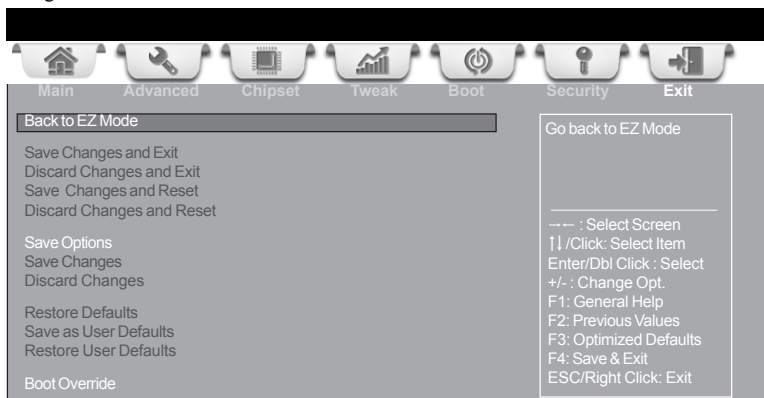 Main Advanced Chipset Tweak Boot Security Exit
Back to EZ Mode
Save Changes and Exit
Discard Changes and Exit
Save Changes and Reset
Discard Changes and Reset
Save Options
Save Changes
Discard Changes
Restore Defaults
Save as User Defaults
Restore User Defaults
Boot Override
Go back to EZ Mode
→← : Select Screen
↑↓/Click: Select Item
Enter/Dbl Click : Select
+/- : Change Opt.
F1: General Help
F2: Previous Values
F3: Optimized Defaults
F4: Save & Exit
ESC/Right Click: Exit